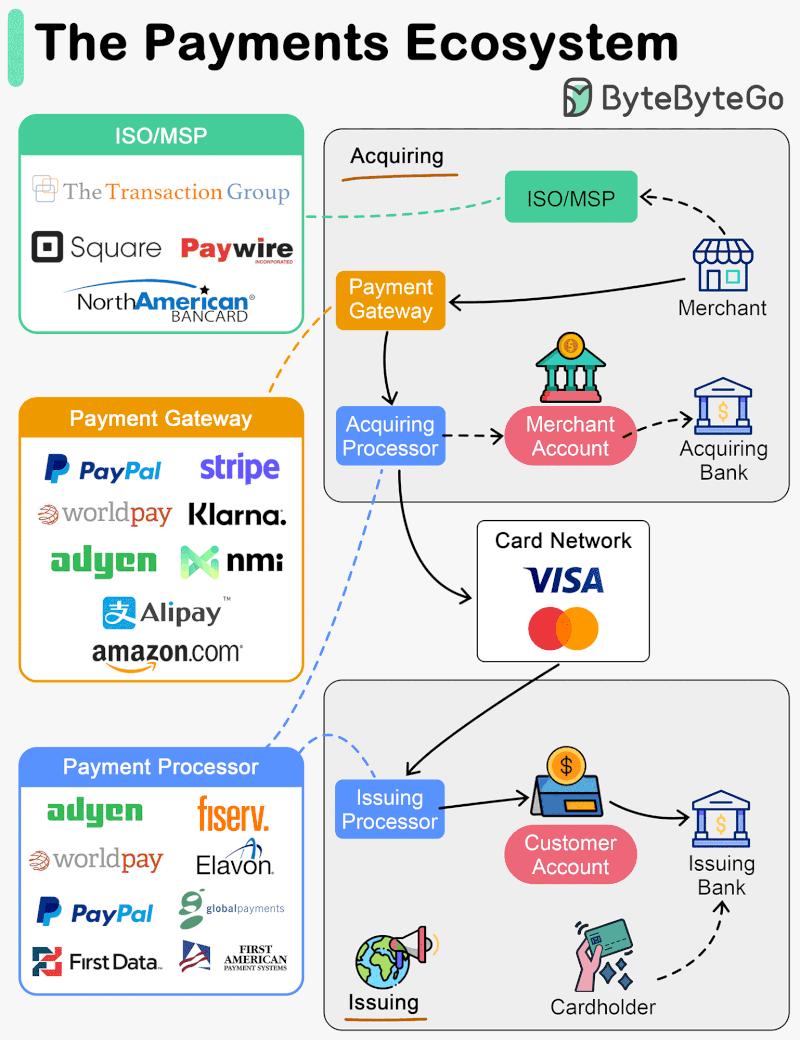 The Payments Ecosystem
ByteByteGo
ISO/MSP
The Transaction Group
Square
Paywire
INCORPORATED
NorthAmerican®
BANCARD
Payment Gateway
PayPal
stripe
worldpay
Klarna.
adyen
nmi
支
Alipay™
amazon.com®
Payment Processor
adyen
fiserv.
worldpay
Elavon
PayPal
globalpayments
First Data™
FIRST
AMERICAN
PAYMENT SYSTEMS
Acquiring
ISO/MSP
Merchant
Payment
Gateway
Acquiring
Processor
Merchant
Account
Acquiring
Bank
Card Network
VISA
Issuing
Processor
Customer
Account
Issuing
Bank
Cardholder
Issuing